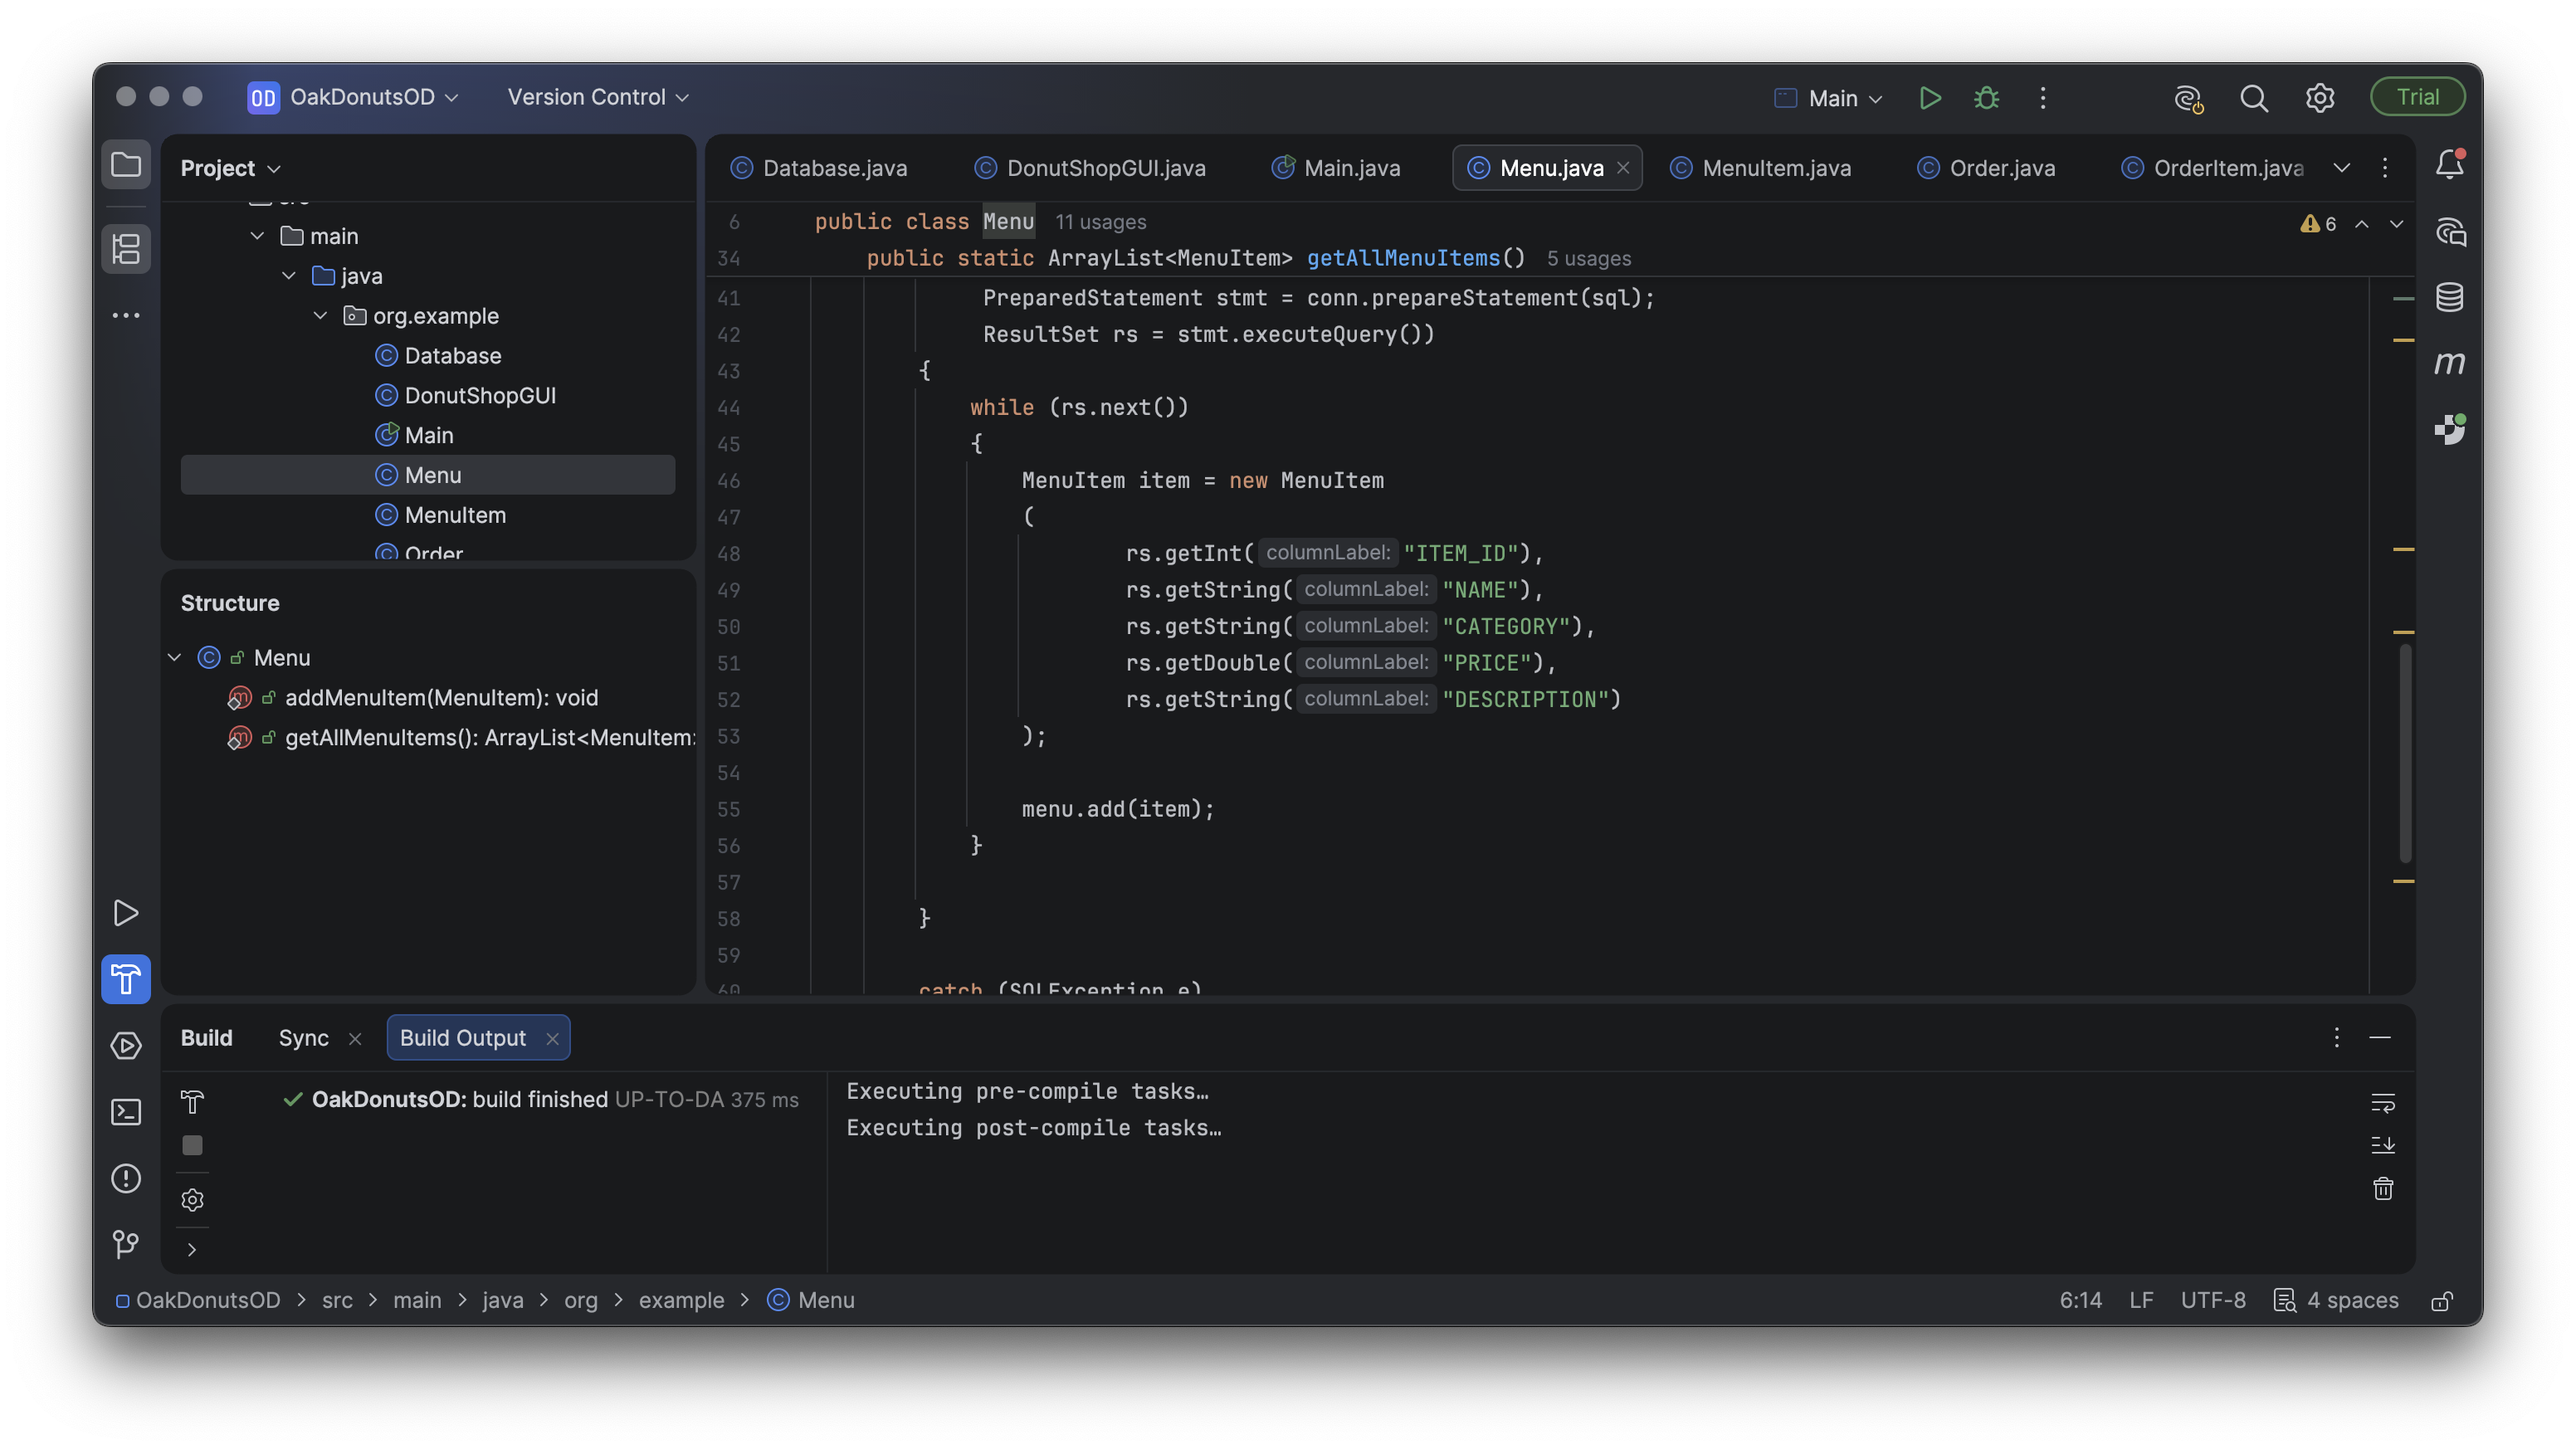 OD OakDonutsOD Version Control Main Trial
Project
main
java
org.example
Database
DonutShopGUI
Main
Menu
MenuItem
Order
Structure
Menu
addMenuItem(MenuItem): void
getAllMenuItems(): ArrayList<MenuItem>
Database.java DonutShopGUI.java Main.java Menu.java MenuItem.java Order.java OrderItem.java
6 public class Menu 11 usages 6
34 public static ArrayList<MenuItem> getAllMenuItems() 5 usages
41 PreparedStatement stmt = conn.prepareStatement(sql);
42 ResultSet rs = stmt.executeQuery())
43 {
44 while (rs.next())
45 {
46 MenuItem item = new MenuItem
47 (
48 rs.getInt( columnLabel: "ITEM_ID"),
49 rs.getString( columnLabel: "NAME"),
50 rs.getString( columnLabel: "CATEGORY"),
51 rs.getDouble( columnLabel: "PRICE"),
52 rs.getString( columnLabel: "DESCRIPTION")
53 );
54
55 menu.add(item);
56 }
57
58 }
59
60 catch (SQLException e)
Build Sync Build Output
OakDonutsOD: build finished UP-TO-DA 375 ms
Executing pre-compile tasks…
Executing post-compile tasks…
OakDonutsOD > src > main > java > org > example > Menu 6:14 LF UTF-8 4 spaces